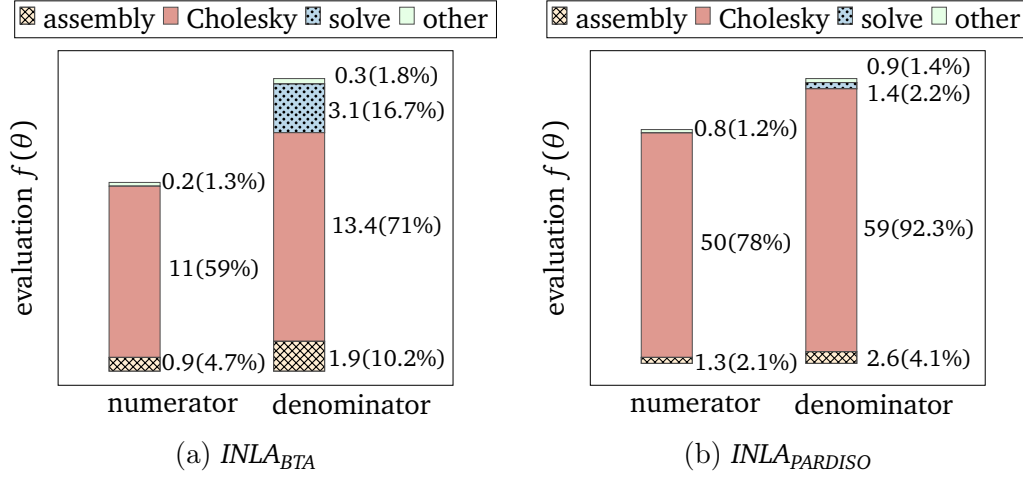 assembly Cholesky solve other
evaluation f(θ)
0.3(1.8%)
3.1(16.7%)
0.2(1.3%)
13.4(71%)
11(59%)
0.9(4.7%)
1.9(10.2%)
numerator denominator
(a) INLA_BTA
assembly Cholesky solve other
evaluation f(θ)
0.9(1.4%)
1.4(2.2%)
0.8(1.2%)
50(78%)
59(92.3%)
1.3(2.1%)
2.6(4.1%)
numerator denominator
(b) INLA_PARDISO